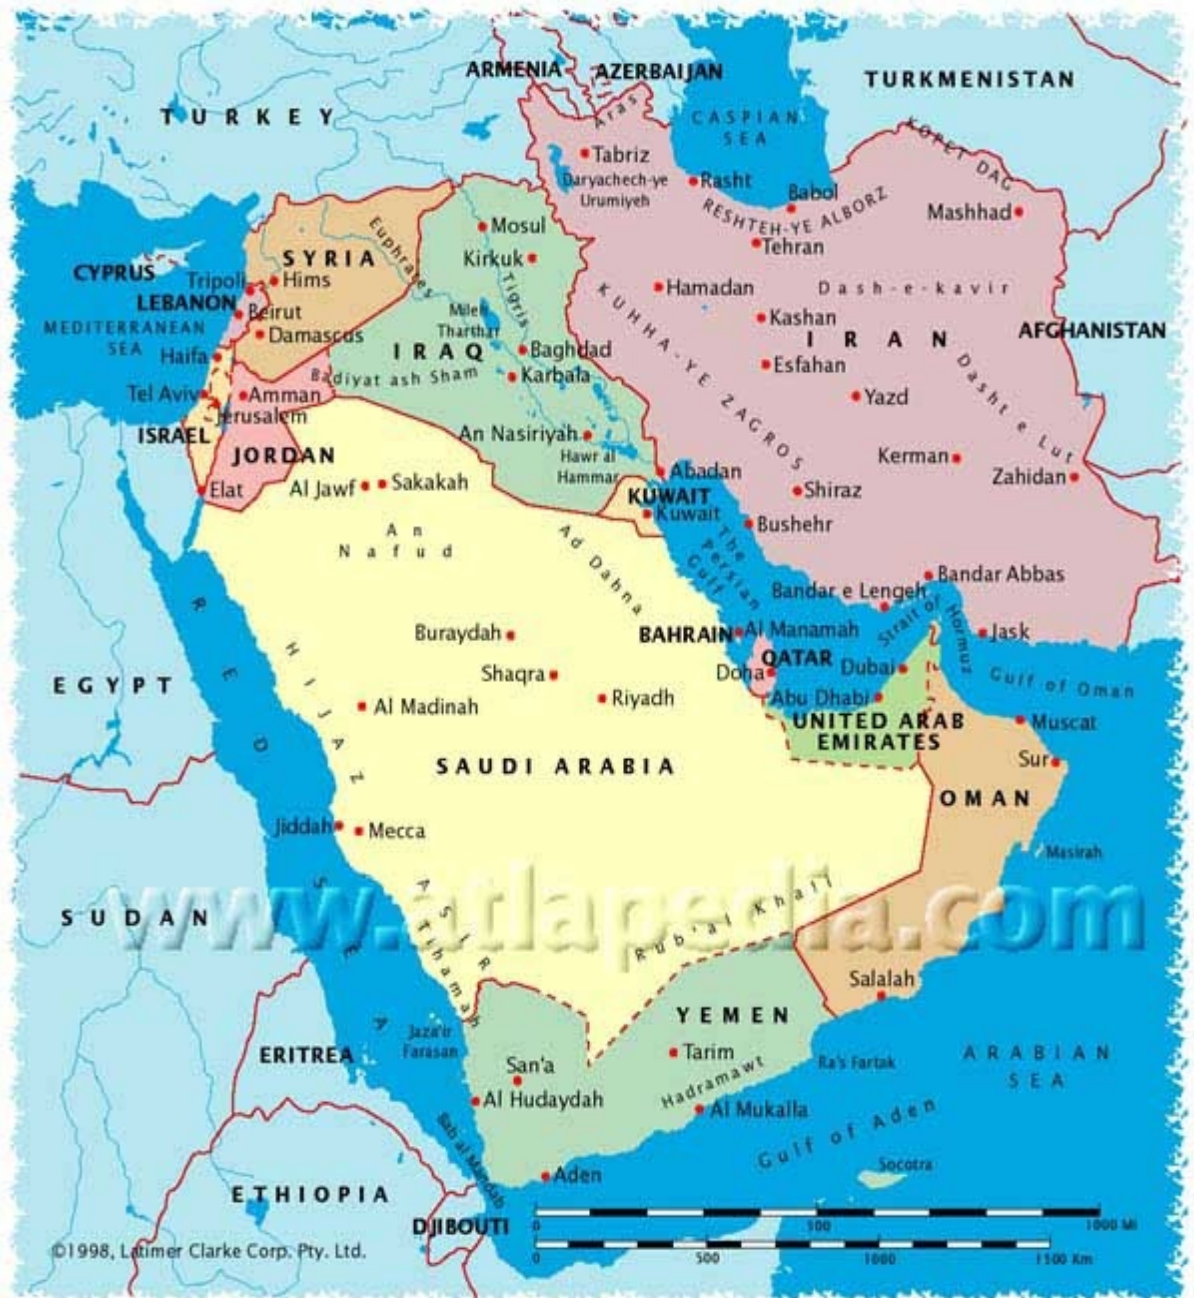 ARMENIA
AZERBAIJAN
TURKMENISTAN
TURKEY
Aras
CASPIAN
SEA
KOPET DAG
Tabriz
Daryachech-ye
Urumiyeh
Rasht
Babol
RESHTEH-YE ALBORZ
Mashhad
Mosul
Tehran
SYRIA
Euphrates
Kirkuk
CYPRUS
Tripoli
Hims
Tigris
Hamadan
Dash-e-kavir
KUHHA-YE ZAGROS
LEBANON
Beirut
Mileh
Tharthar
Kashan
MEDITERRANEAN
SEA
Damascus
IRAQ
Baghdad
IRAN
AFGHANISTAN
Haifa
Badiyat ash Sham
Karbala
Esfahan
Dasht e Lut
Tel Aviv
Amman
Jerusalem
Yazd
ISRAEL
JORDAN
An Nasiriyah
Hawr al
Hammar
Abadan
Kerman
Zahidan
Elat
Al Jawf
Sakakah
KUWAIT
Kuwait
Shiraz
Bushehr
An
Nafud
Ad Dahna
The
Persian
Gulf
Bandar Abbas
Bandar e Lengeh
Strait of Hormuz
RED SEA
HIJAZ
Buraydah
BAHRAIN
Al Manamah
Jask
EGYPT
Shaqra
Doha
QATAR
Dubai
Gulf of Oman
Al Madinah
Riyadh
Abu Dhabi
UNITED ARAB
EMIRATES
Muscat
SAUDI ARABIA
Sur
OMAN
Jiddah
Mecca
Masirah
www.atlapedia.com
SUDAN
ASIR
Tihamah
Rub'al Khali
Salalah
Jaza'ir
Farasan
YEMEN
ERITREA
San'a
Tarim
Hadramawt
Ra's Fartak
ARABIAN
SEA
Al Hudaydah
Al Mukalla
Gulf of Aden
Bab al Mandab
Aden
Socotra
ETHIOPIA
DJIBOUTI
0 500 1000 Mi
0 500 1000 1500 Km
©1998, Latimer Clarke Corp. Pty. Ltd.